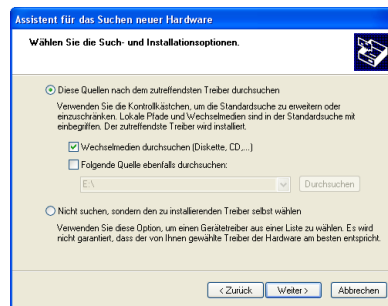 Assistent für das Suchen neuer Hardware
Wählen Sie die Such- und Installationsoptionen.
Diese Quellen nach dem zutreffendsten Treiber durchsuchen
Verwenden Sie die Kontrollkästchen, um die Standardsuche zu erweitern oder
einzuschränken. Lokale Pfade und Wechselmedien sind in der Standardsuche mit
einbegriffen. Der zutreffendste Treiber wird installiert.
Wechselmedien durchsuchen (Diskette, CD,...)
Folgende Quelle ebenfalls durchsuchen:
E:\ Durchsuchen
Nicht suchen, sondern den zu installierenden Treiber selbst wählen
Verwenden Sie diese Option, um einen Gerätetreiber aus einer Liste zu wählen. Es wird
nicht garantiert, dass der von Ihnen gewählte Treiber der Hardware am besten entspricht.
< Zurück Weiter > Abbrechen